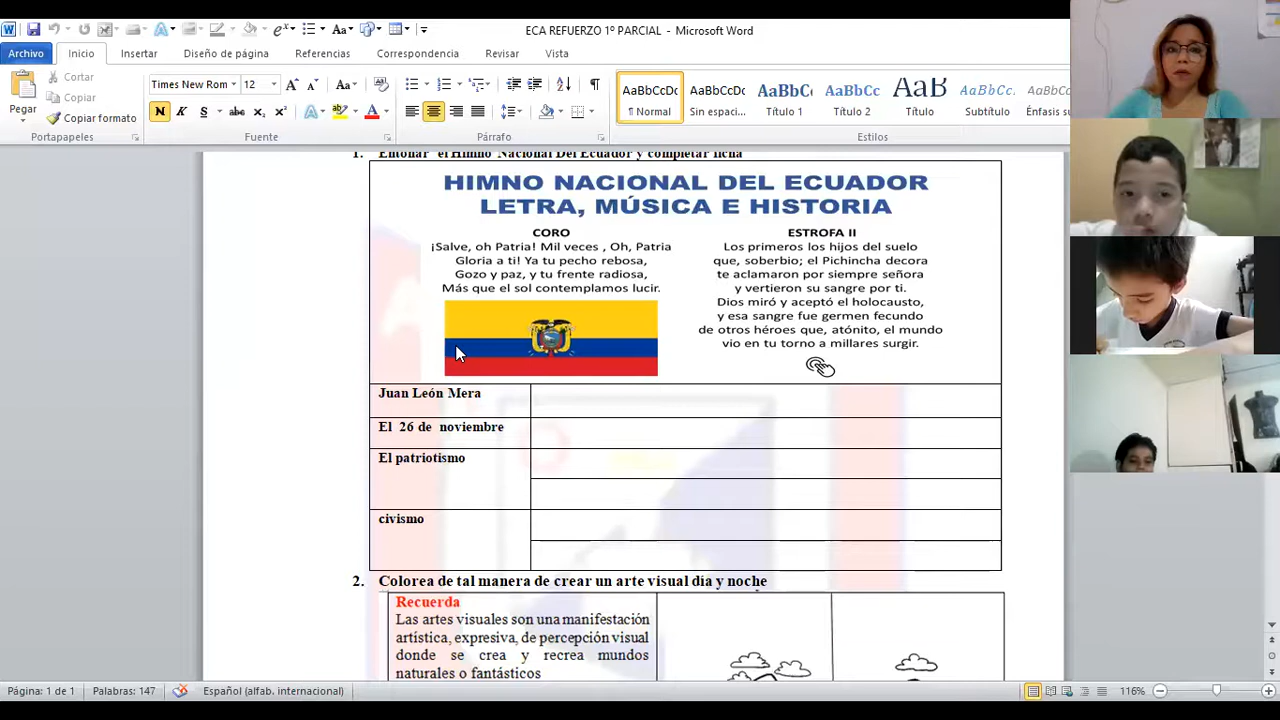 ECA REFUERZO 1º PARCIAL - Microsoft Word
Archivo Inicio Insertar Diseño de página Referencias Correspondencia Revisar Vista
Cortar
Copiar
Pegar
Copiar formato
Times New Rom 12
AaBbCcDc AaBbCcDc AaBbC AaBbCc AaB AaBbCc. AaBbCc
¶ Normal Sin espaci... Título 1 Título 2 Título Subtítulo Énfasis su
Portapapeles Fuente Párrafo Estilos
1. Entonar el Himno Nacional Del Ecuador y completar ficha
HIMNO NACIONAL DEL ECUADOR
LETRA, MÚSICA E HISTORIA
CORO
¡Salve, oh Patria! Mil veces , Oh, Patria
Gloria a ti! Ya tu pecho rebosa,
Gozo y paz, y tu frente radiosa,
Más que el sol contemplamos lucir.
ESTROFA II
Los primeros los hijos del suelo
que, soberbio; el Pichincha decora
te aclamaron por siempre señora
y vertieron su sangre por ti.
Dios miró y aceptó el holocausto,
y esa sangre fue germen fecundo
de otros héroes que, atónito, el mundo
vio en tu torno a millares surgir.
Juan León Mera
El 26 de noviembre
El patriotismo
civismo
2. Colorea de tal manera de crear un arte visual día y noche
Recuerda
Las artes visuales son una manifestación
artística, expresiva, de percepción visual
donde se crea y recrea mundos
naturales o fantásticos
Página: 1 de 1 Palabras: 147 Español (alfab. internacional) 116%